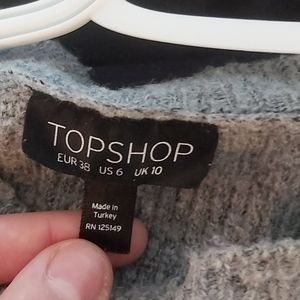 TOPSHOP
EUR 38 US 6 UK 10
Made in
Turkey
RN 125149